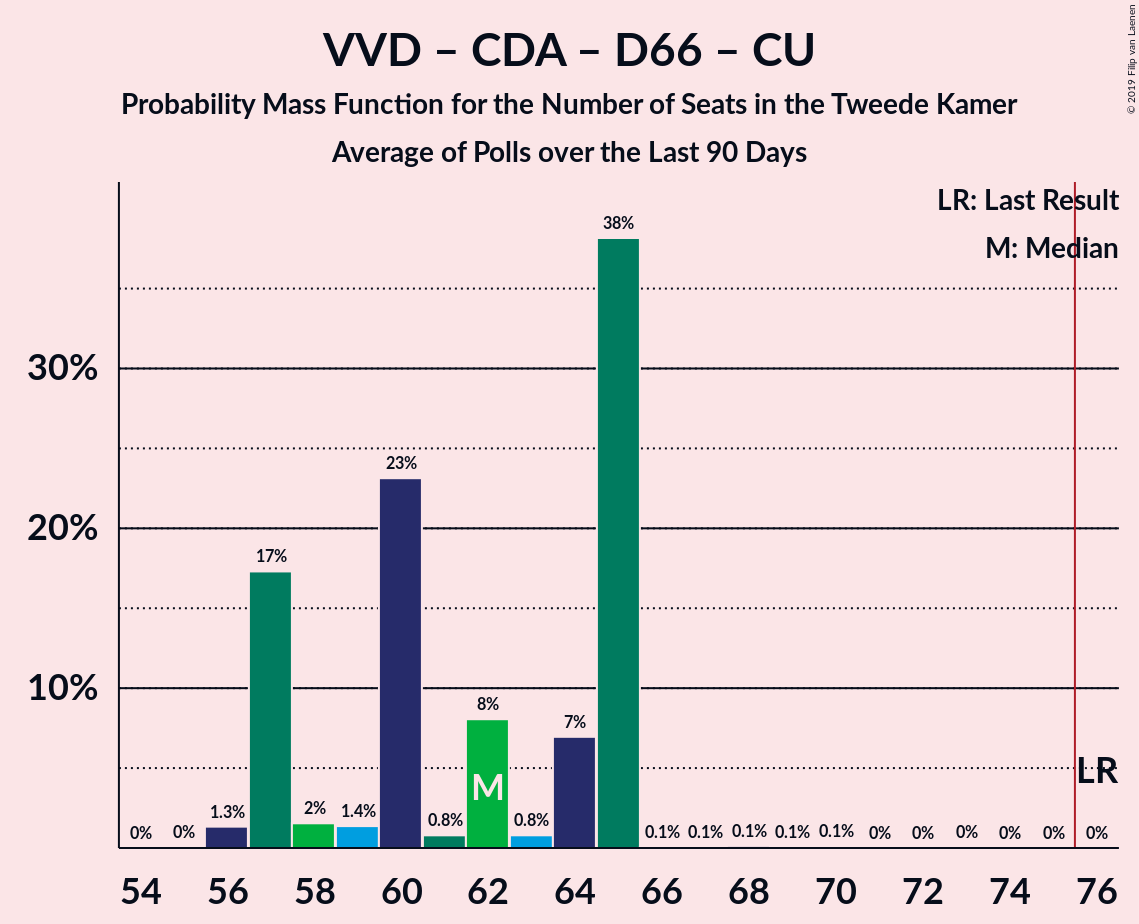 VVD – CDA – D66 – CU
Probability Mass Function for the Number of Seats in the Tweede Kamer
Average of Polls over the Last 90 Days
© 2019 Filip van Laenen
LR: Last Result
M: Median
38%
30%
23%
20%
17%
10%
8%
7%
M
LR
0% 0% 1.3% 2% 1.4% 0.8% 0.8% 0.1% 0.1% 0.1% 0.1% 0.1% 0% 0% 0% 0% 0% 0%
54 56 58 60 62 64 66 68 70 72 74 76